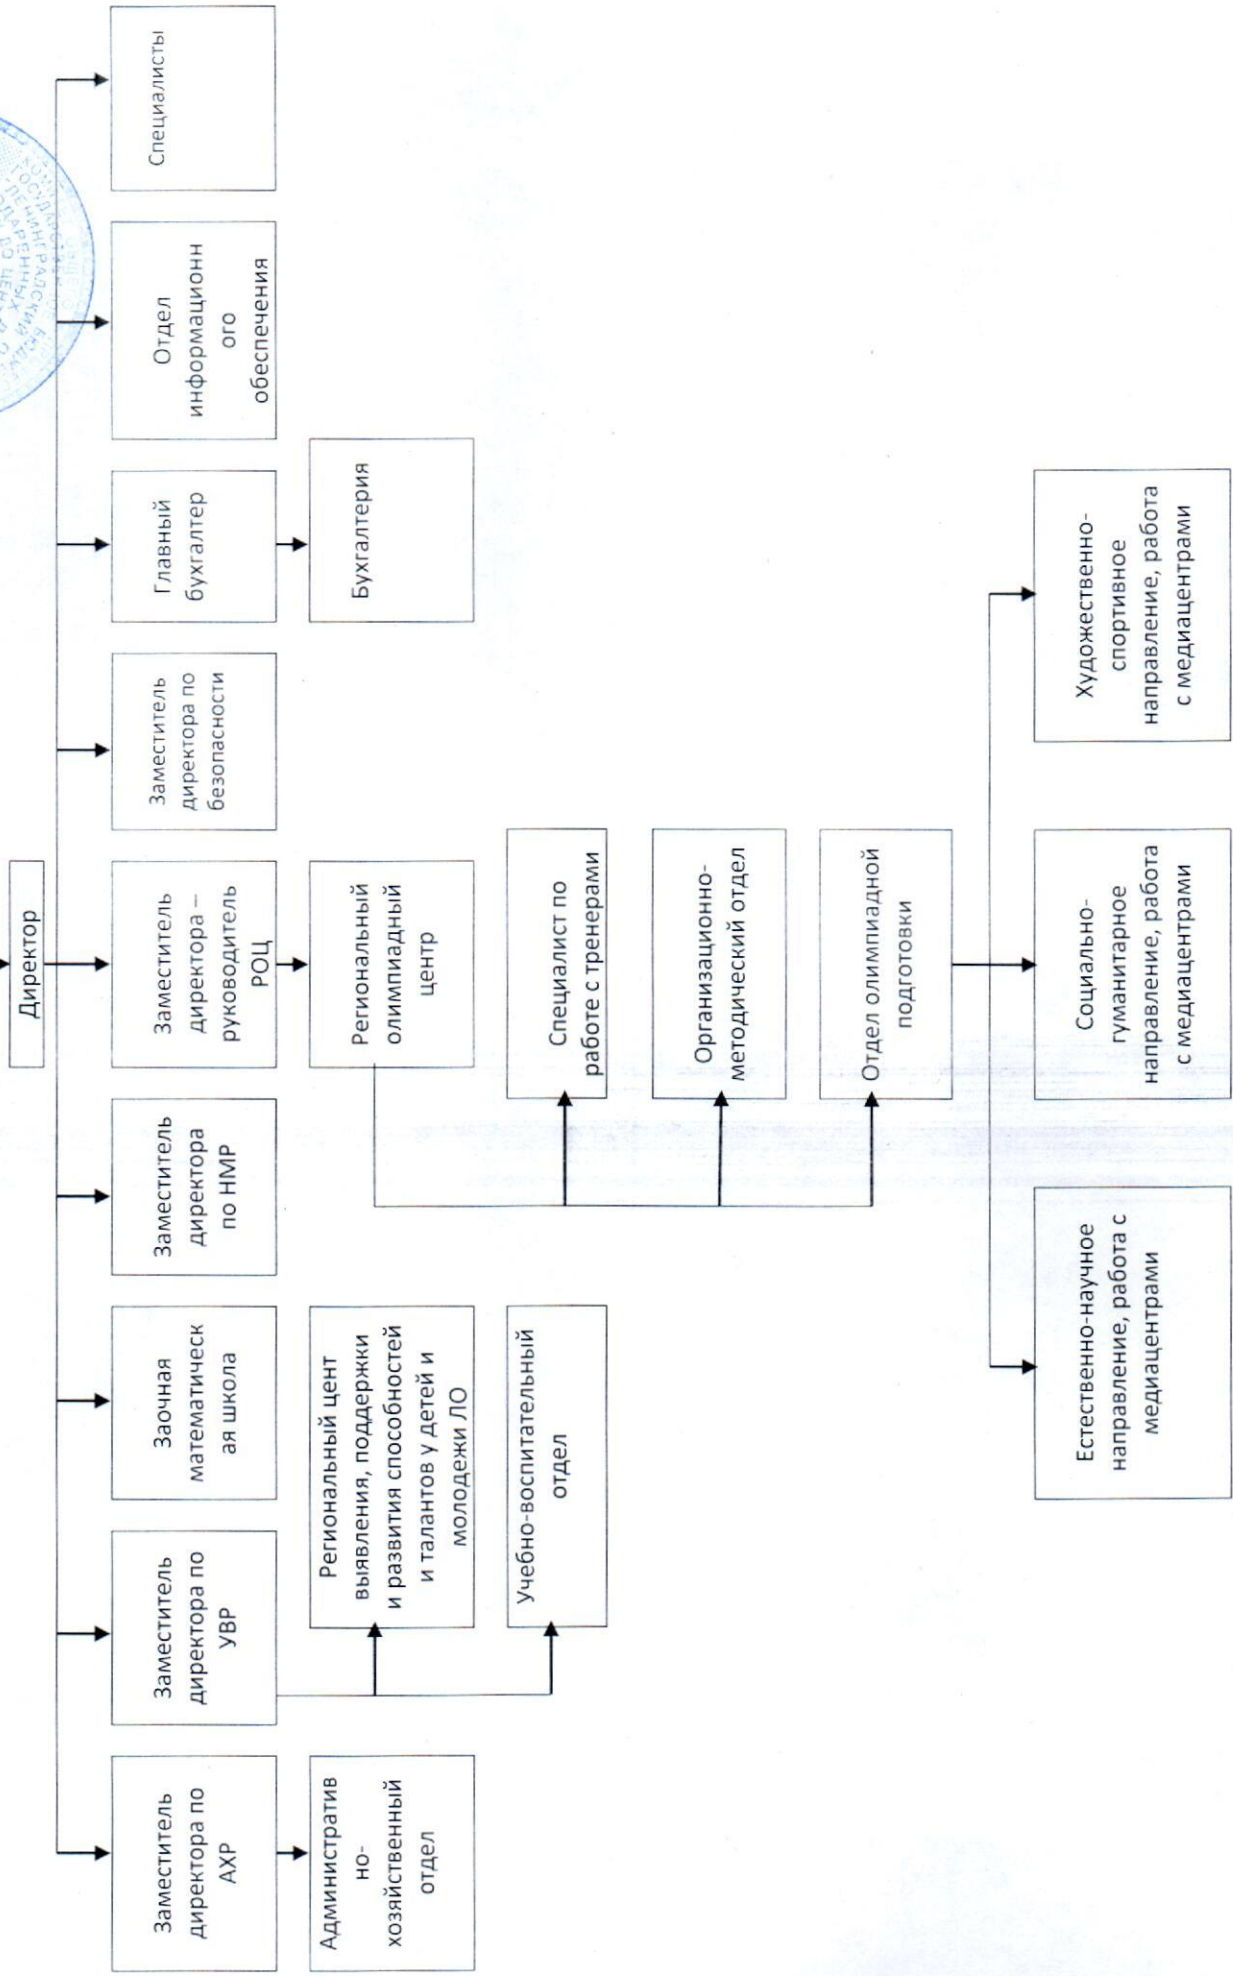 Директор
Заместитель
директора по
АХР
Заместитель
директора по
УВР
Заочная
математическ
ая школа
Заместитель
директора
по НМР
Заместитель
директора –
руководитель
РОЦ
Заместитель
директора по
безопасности
Главный
бухгалтер
Отдел
информационн
ого
обеспечения
Специалисты
Административ
но-
хозяйственный
отдел
Региональный цент
выявления, поддержки
и развития способностей
и талантов у детей и
молодежи ЛО
Региональный
олимпиадный
центр
Бухгалтерия
Учебно-воспитательный
отдел
Специалист по
работе с тренерами
Организационно-
методический отдел
Отдел олимпиадной
подготовки
Естественно-научное
направление, работа с
медиацентрами
Социально-
гуманитарное
направление, работа
с медиацентрами
Художественно-
спортивное
направление, работа
с медиацентрами